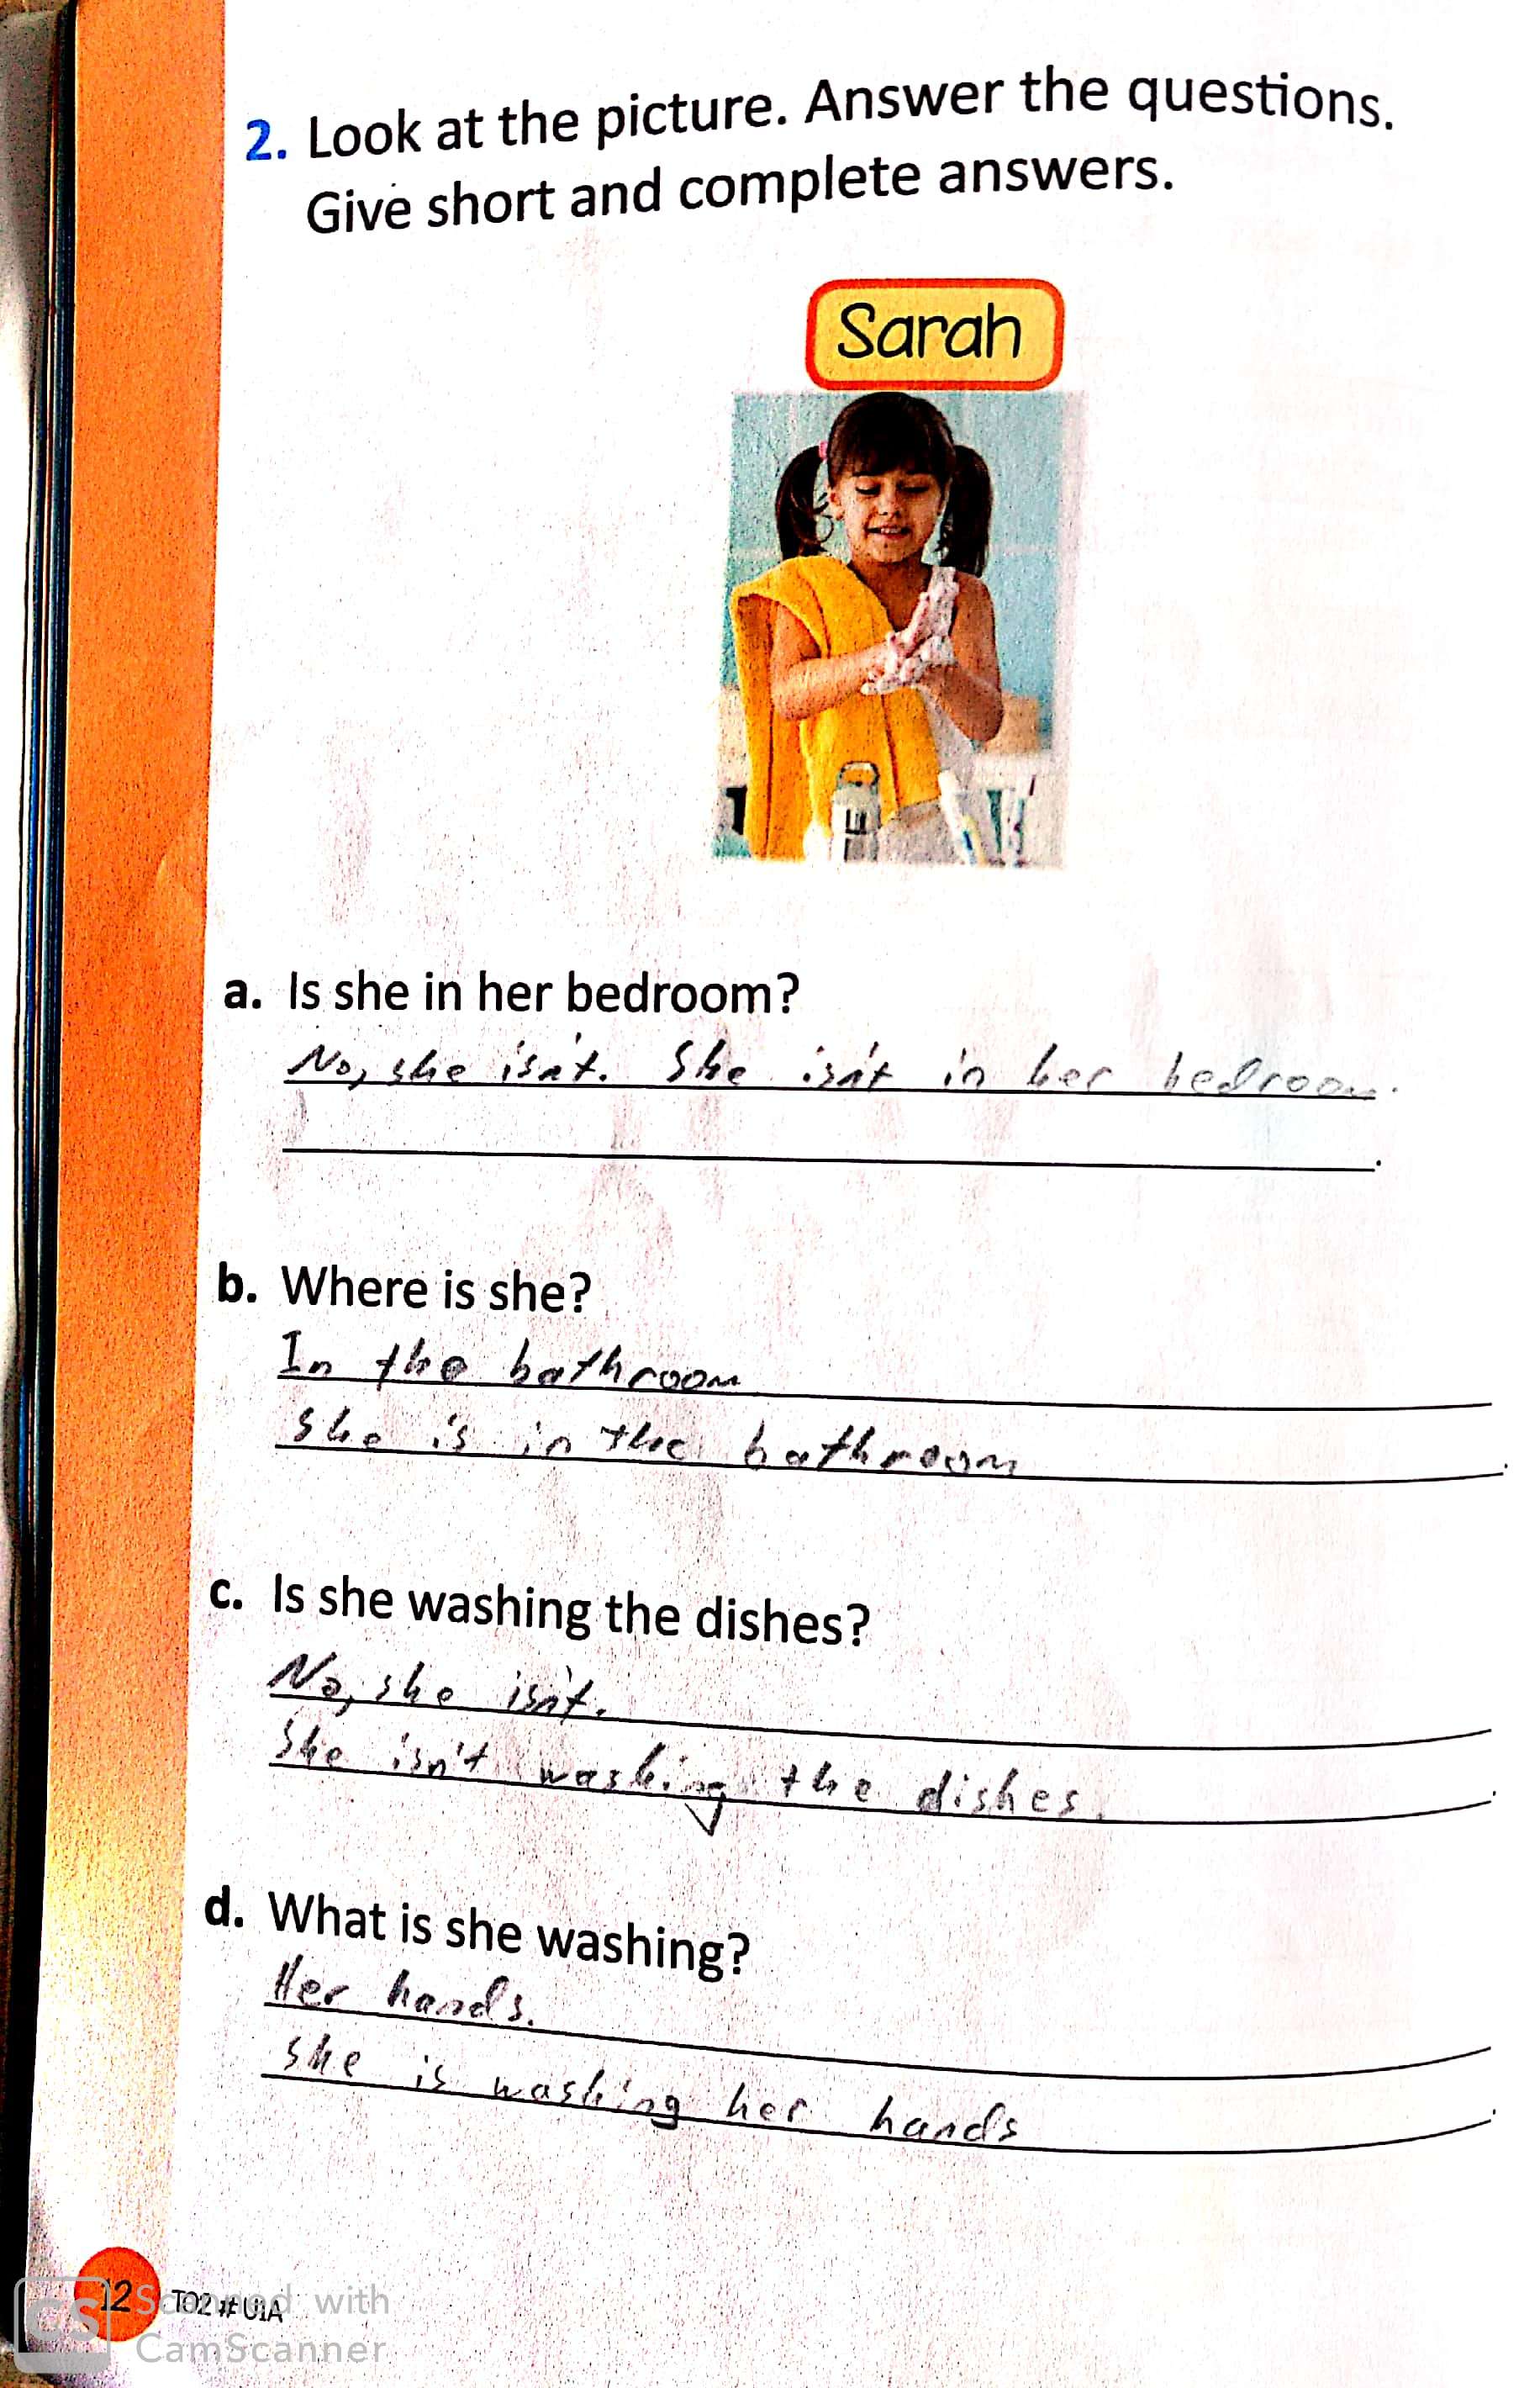 2. Look at the picture. Answer the questions.
Give short and complete answers.
Sarah
a. Is she in her bedroom?
No, she isn't. She isn't in her bedroom.
b. Where is she?
In the bathroom
She is in the bathroom.
c. Is she washing the dishes?
No, she isn't.
She isn't washing the dishes.
d. What is she washing?
Her hands.
She is washing her hands.
12 TO2 # U1A
CS Scanned with
CamScanner